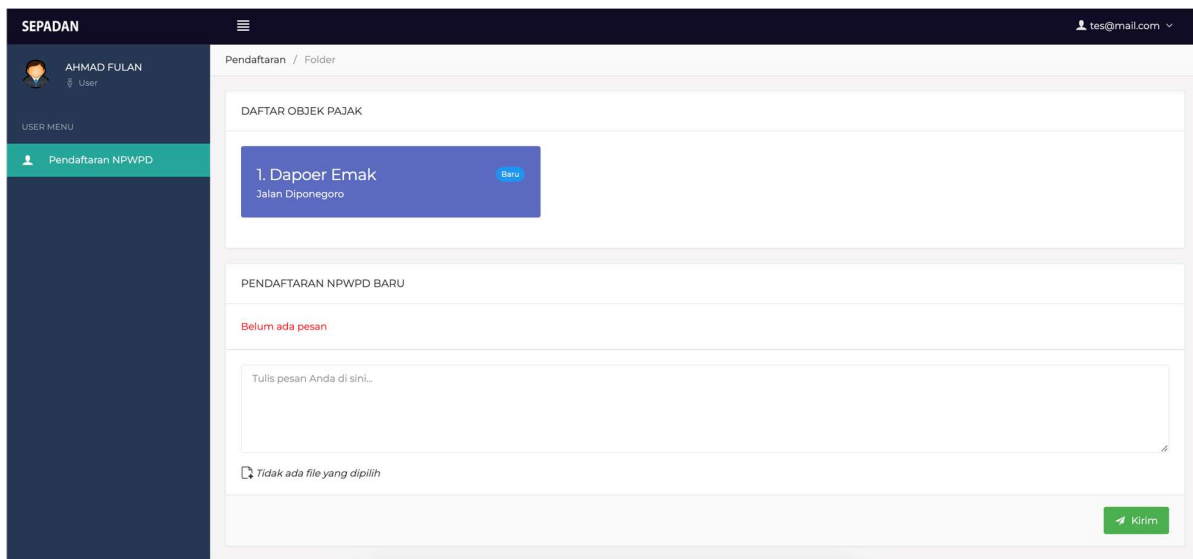 SEPADAN
tes@mail.com
AHMAD FULAN
User
USER MENU
Pendaftaran NPWPD
Pendaftaran / Folder
DAFTAR OBJEK PAJAK
1. Dapoer Emak
Baru
Jalan Diponegoro
PENDAFTARAN NPWPD BARU
Belum ada pesan
Tulis pesan Anda di sini...
Tidak ada file yang dipilih
Kirim